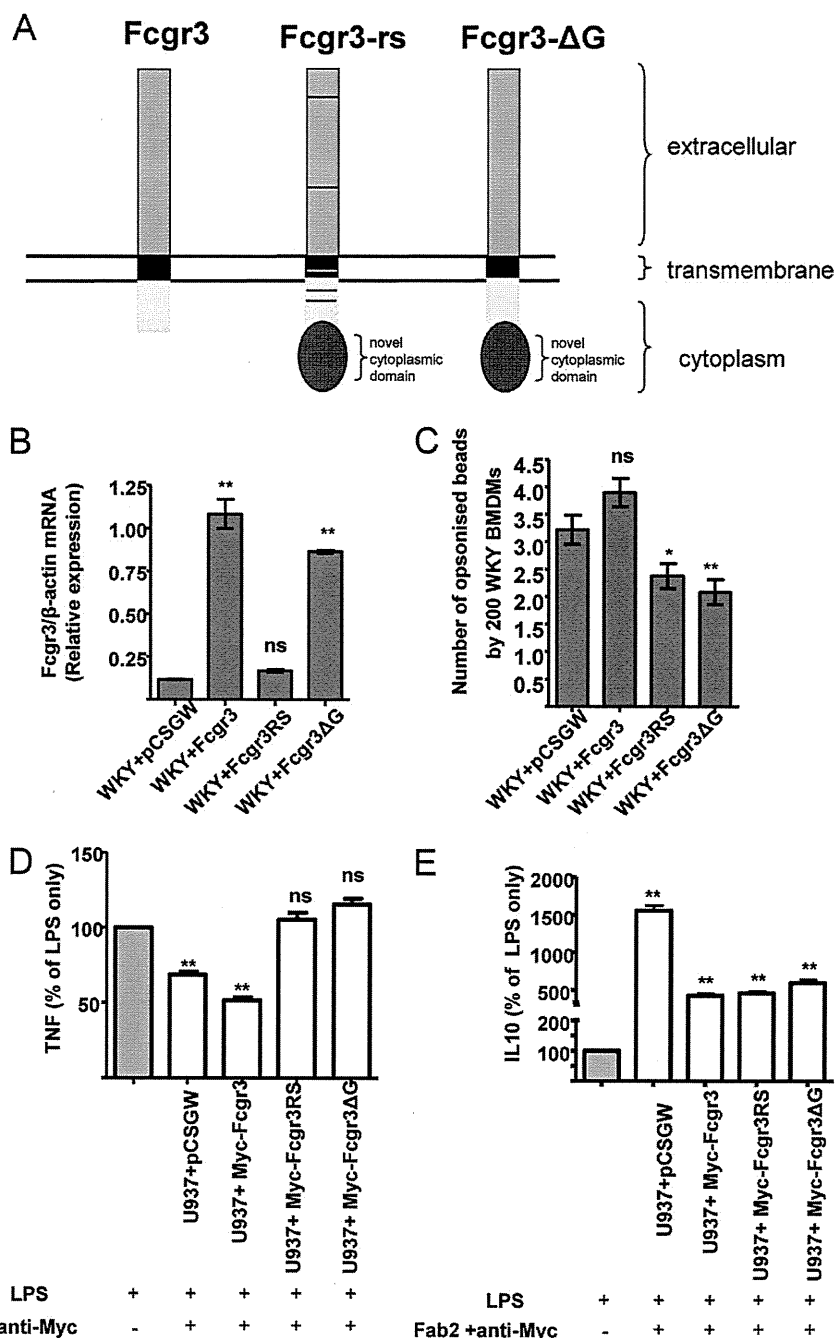 A
Fcgr3 Fcgr3-rs Fcgr3-ΔG
extracellular
transmembrane
cytoplasm
novel
cytoplasmic
domain
novel
cytoplasmic
domain
B
Fcgr3/β-actin mRNA
(Relative expression)
1.25
1.00
0.75
0.50
0.25
**
ns
**
WKY+pCSGW
WKY+Fcgr3
WKY+Fcgr3RS
WKY+Fcgr3ΔG
C
Number of opsonised beads
by 200 WKY BMDMs
4.5
4.0
3.5
3.0
2.5
2.0
1.5
1.0
0.5
ns
*
**
WKY+pCSGW
WKY+Fcgr3
WKY+Fcgr3RS
WKY+Fcgr3ΔG
D
TNF (% of LPS only)
150
100
50
**
**
ns
ns
U937+pCSGW
U937+ Myc-Fcgr3
U937+ Myc-Fcgr3RS
U937+ Myc-Fcgr3ΔG
LPS + + + + +
anti-Myc - + + + +
E
IL10 (% of LPS only)
2000
1500
1000
500
200
100
**
**
**
**
U937+pCSGW
U937+ Myc-Fcgr3
U937+ Myc-Fcgr3RS
U937+ Myc-Fcgr3ΔG
LPS + + + + +
Fab2 +anti-Myc - + + + +